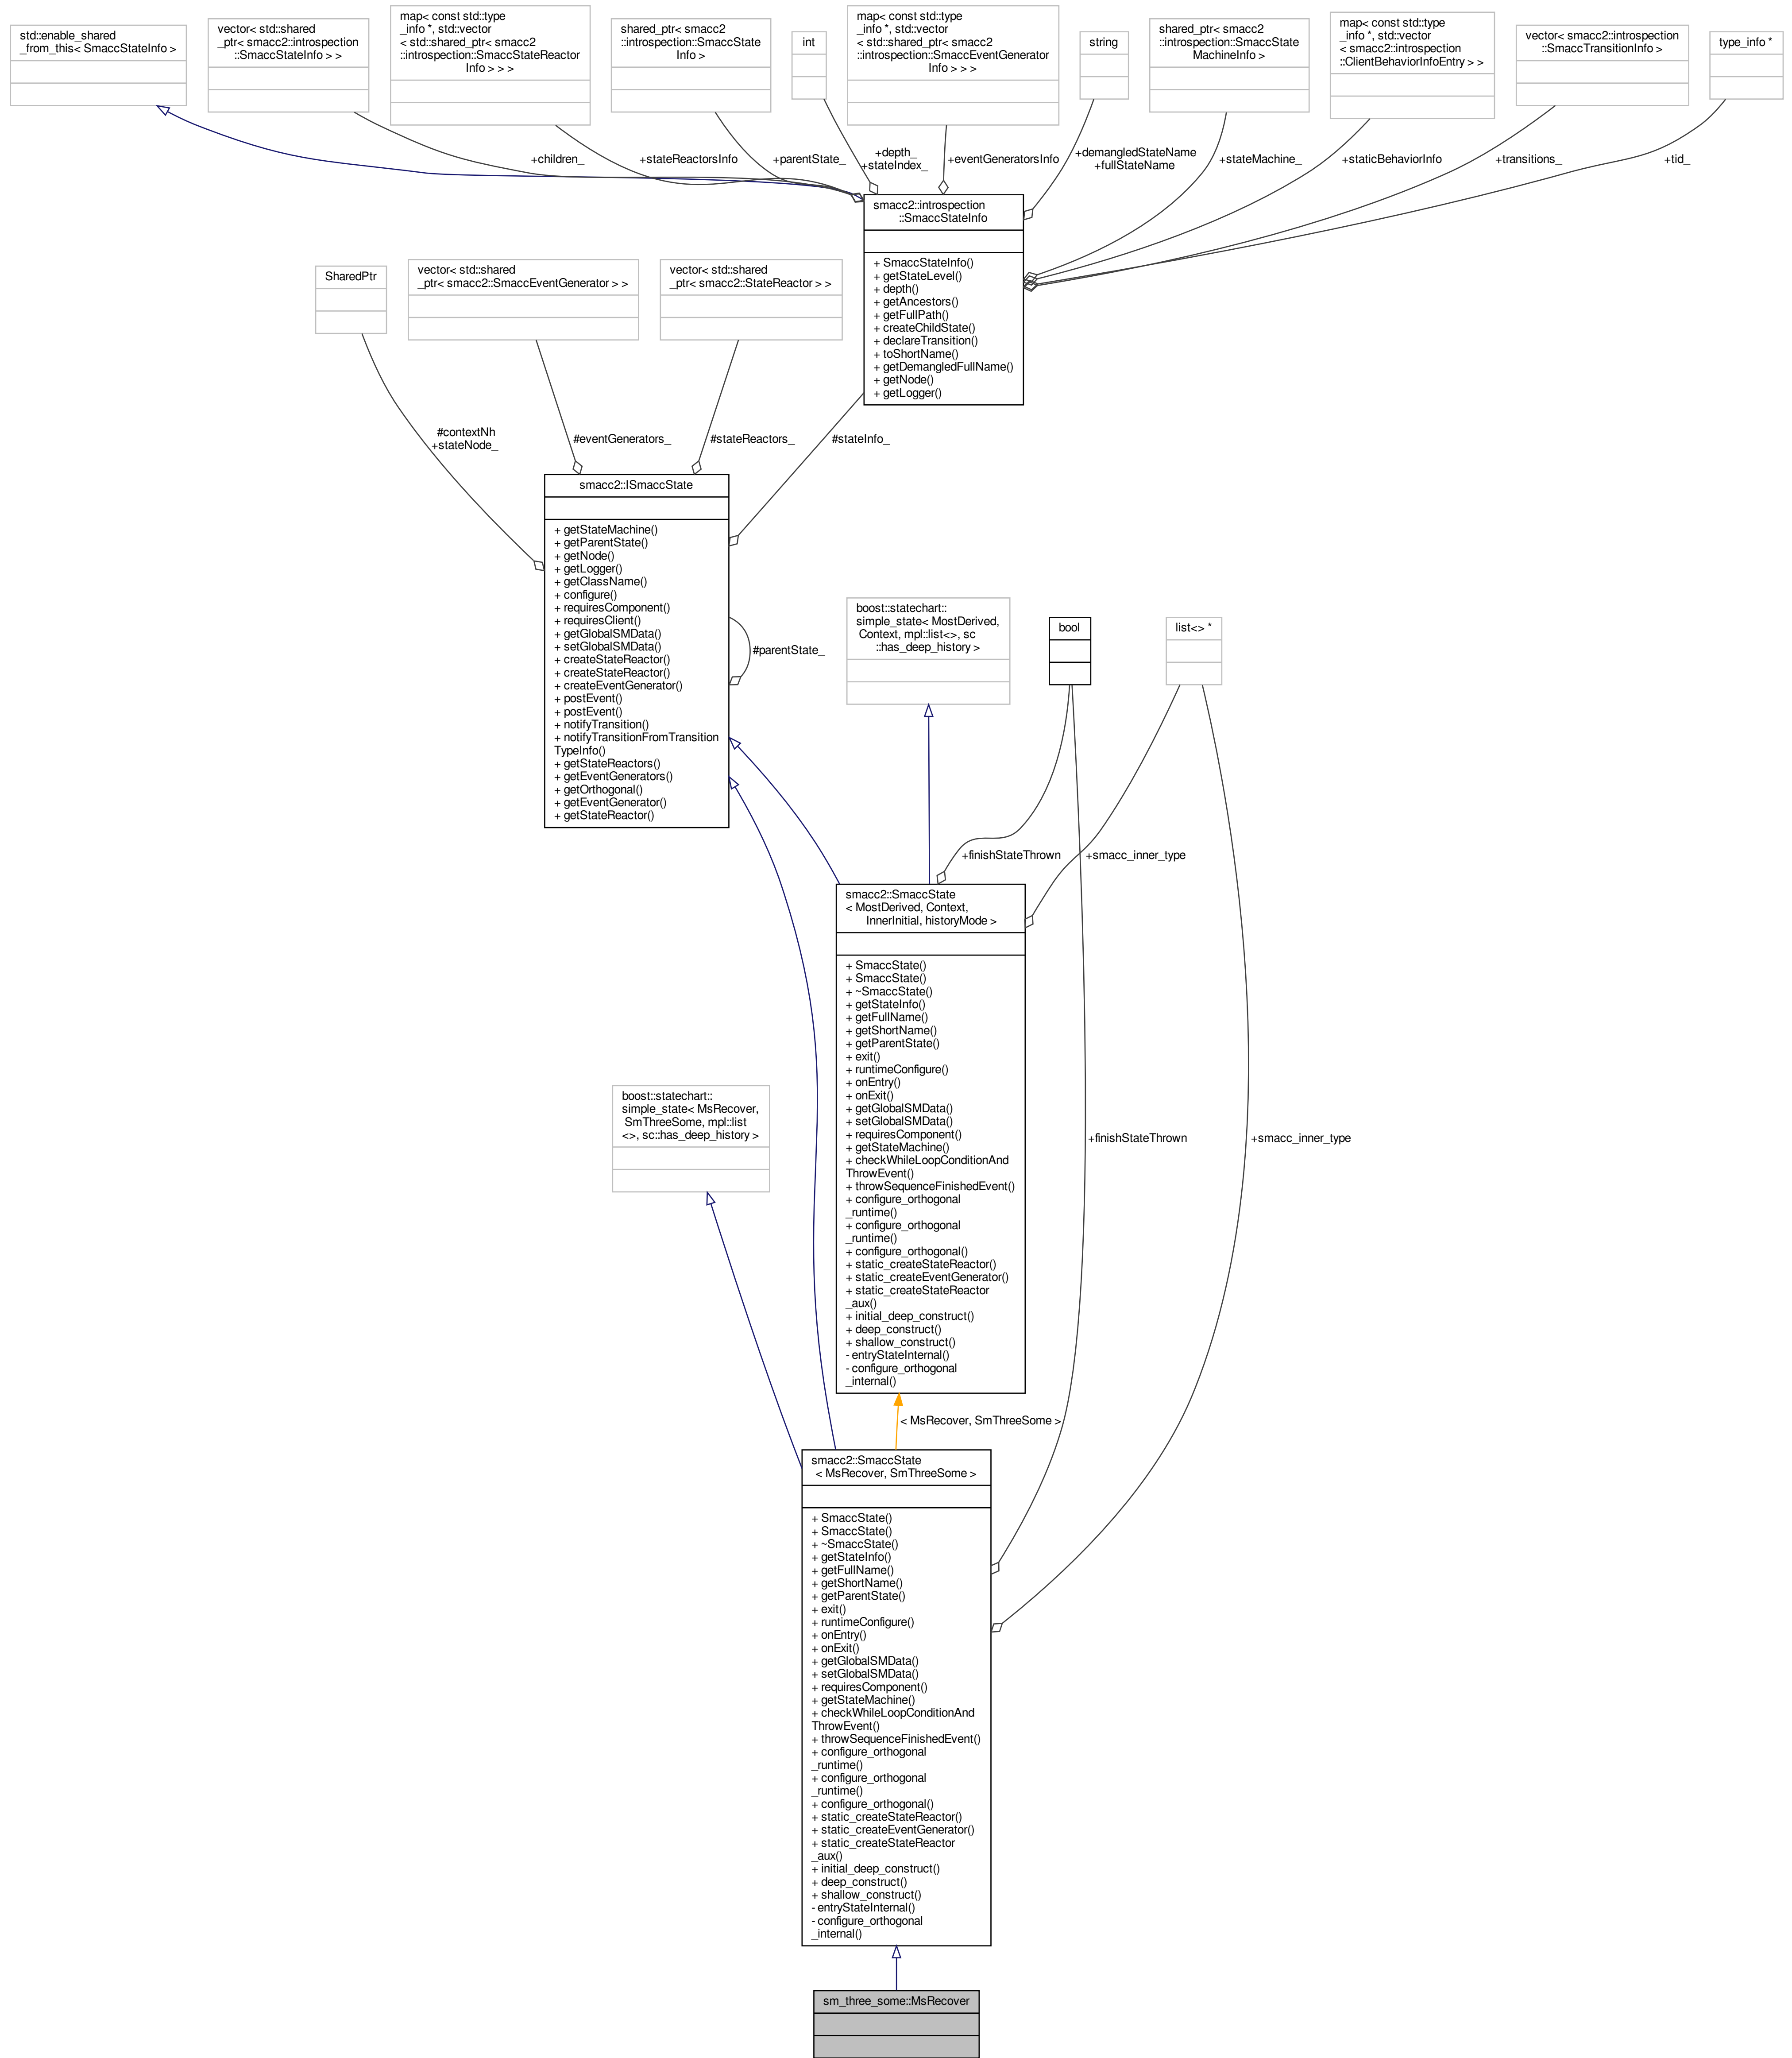 std::enable_shared
_from_this< SmaccStateInfo >
vector< std::shared
_ptr< smacc2::introspection
::SmaccStateInfo > >
map< const std::type
_info *, std::vector
< std::shared_ptr< smacc2
::introspection::SmaccStateReactor
Info > > >
shared_ptr< smacc2
::introspection::SmaccState
Info >
int
map< const std::type
_info *, std::vector
< std::shared_ptr< smacc2
::introspection::SmaccEventGenerator
Info > > >
string
shared_ptr< smacc2
::introspection::SmaccState
MachineInfo >
map< const std::type
_info *, std::vector
< smacc2::introspection
::ClientBehaviorInfoEntry > >
vector< smacc2::introspection
::SmaccTransitionInfo >
type_info *
+children_
+stateReactorsInfo
+parentState_
+depth_
+stateIndex_
+eventGeneratorsInfo
+demangledStateName
+fullStateName
+stateMachine_
+staticBehaviorInfo
+transitions_
+tid_
smacc2::introspection
::SmaccStateInfo
+ SmaccStateInfo()
+ getStateLevel()
+ depth()
+ getAncestors()
+ getFullPath()
+ createChildState()
+ declareTransition()
+ toShortName()
+ getDemangledFullName()
+ getNode()
+ getLogger()
SharedPtr
vector< std::shared
_ptr< smacc2::SmaccEventGenerator > >
vector< std::shared
_ptr< smacc2::StateReactor > >
#contextNh
+stateNode_
#eventGenerators_
#stateReactors_
#stateInfo_
smacc2::ISmaccState
+ getStateMachine()
+ getParentState()
+ getNode()
+ getLogger()
+ getClassName()
+ configure()
+ requiresComponent()
+ requiresClient()
+ getGlobalSMData()
+ setGlobalSMData()
+ createStateReactor()
+ createStateReactor()
+ createEventGenerator()
+ postEvent()
+ postEvent()
+ notifyTransition()
+ notifyTransitionFromTransition
TypeInfo()
+ getStateReactors()
+ getEventGenerators()
+ getOrthogonal()
+ getEventGenerator()
+ getStateReactor()
#parentState_
boost::statechart::
simple_state< MostDerived,
Context, mpl::list<>, sc
::has_deep_history >
bool
list<> *
+finishStateThrown
+smacc_inner_type
smacc2::SmaccState
< MostDerived, Context,
InnerInitial, historyMode >
+ SmaccState()
+ SmaccState()
+ ~SmaccState()
+ getStateInfo()
+ getFullName()
+ getShortName()
+ getParentState()
+ exit()
+ runtimeConfigure()
+ onEntry()
+ onExit()
+ getGlobalSMData()
+ setGlobalSMData()
+ requiresComponent()
+ getStateMachine()
+ checkWhileLoopConditionAnd
ThrowEvent()
+ throwSequenceFinishedEvent()
+ configure_orthogonal
_runtime()
+ configure_orthogonal
_runtime()
+ configure_orthogonal()
+ static_createStateReactor()
+ static_createEventGenerator()
+ static_createStateReactor
_aux()
+ initial_deep_construct()
+ deep_construct()
+ shallow_construct()
- entryStateInternal()
- configure_orthogonal
_internal()
boost::statechart::
simple_state< MsRecover,
SmThreeSome, mpl::list
<>, sc::has_deep_history >
+finishStateThrown
+smacc_inner_type
< MsRecover, SmThreeSome >
smacc2::SmaccState
< MsRecover, SmThreeSome >
+ SmaccState()
+ SmaccState()
+ ~SmaccState()
+ getStateInfo()
+ getFullName()
+ getShortName()
+ getParentState()
+ exit()
+ runtimeConfigure()
+ onEntry()
+ onExit()
+ getGlobalSMData()
+ setGlobalSMData()
+ requiresComponent()
+ getStateMachine()
+ checkWhileLoopConditionAnd
ThrowEvent()
+ throwSequenceFinishedEvent()
+ configure_orthogonal
_runtime()
+ configure_orthogonal
_runtime()
+ configure_orthogonal()
+ static_createStateReactor()
+ static_createEventGenerator()
+ static_createStateReactor
_aux()
+ initial_deep_construct()
+ deep_construct()
+ shallow_construct()
- entryStateInternal()
- configure_orthogonal
_internal()
sm_three_some::MsRecover